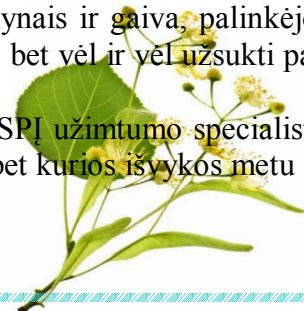 ynais ir gaiva, palinkėjo
bet vėl ir vėl užsukti pa
SPĮ užimtumo specialist
bet kurios išvykos metu